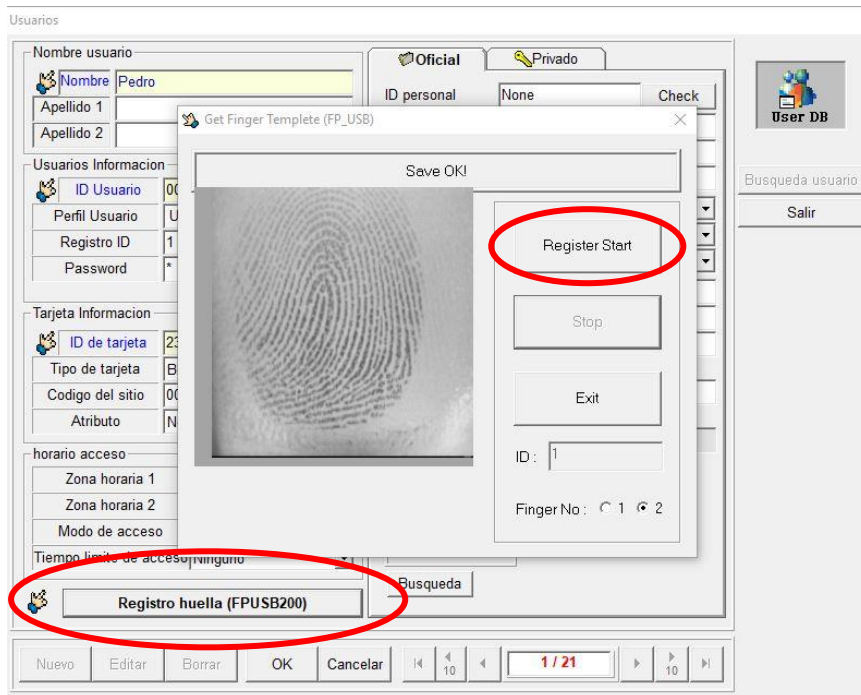 Usuarios
Nombre usuario
Nombre Pedro
Apellido 1
Apellido 2
Usuarios Informacion
ID Usuario 00
Perfil Usuario U
Registro ID 1
Password *
Tarjeta Informacion
ID de tarjeta 23
Tipo de tarjeta B
Codigo del sitio 00
Atributo N
horario acceso
Zona horaria 1
Zona horaria 2
Modo de acceso
Tiempo limite de acceso Ninguno
Registro huella (FPUSB200)
Oficial Privado
ID personal None Check
Get Finger Templete (FP_USB)
Save OK!
Register Start
Stop
Exit
ID : 1
Finger No : 1 2
Busqueda
User DB
Busqueda usuario
Salir
Nuevo Editar Borrar OK Cancelar 10 1 / 21 10